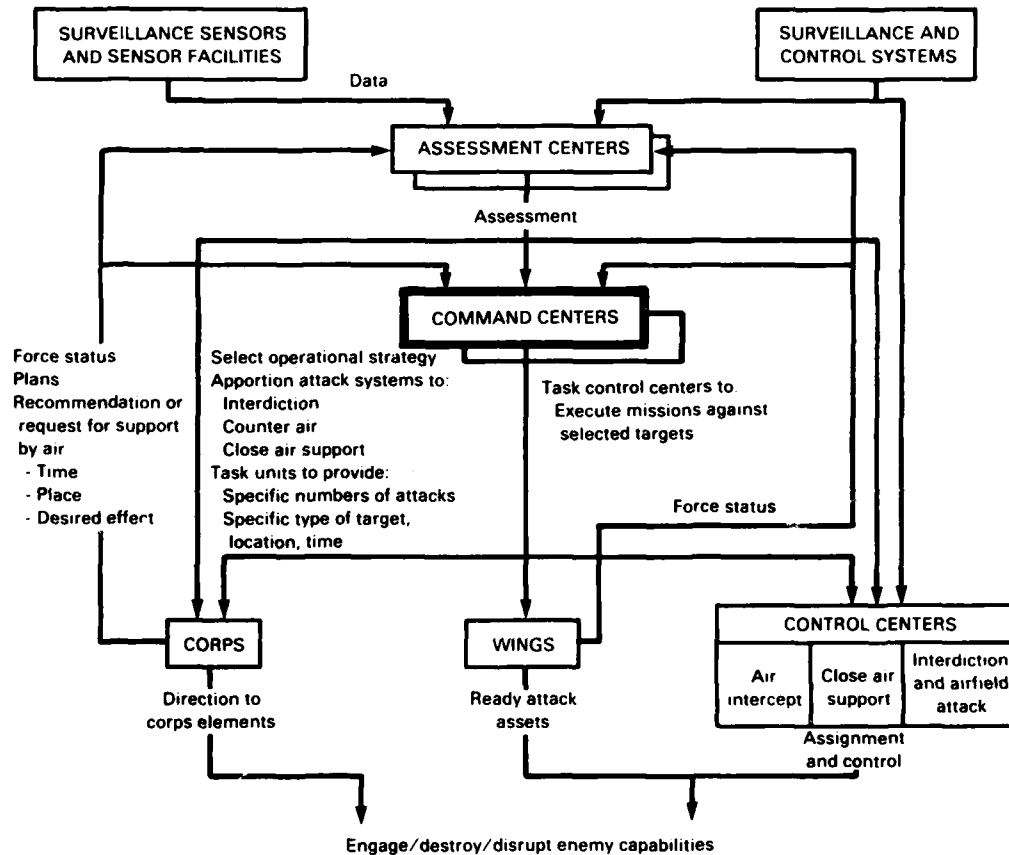 SURVEILLANCE SENSORS
AND SENSOR FACILITIES
SURVEILLANCE AND
CONTROL SYSTEMS
Data
ASSESSMENT CENTERS
Assessment
COMMAND CENTERS
Force status
Plans
Recommendation or
request for support
by air
- Time
- Place
- Desired effect
Select operational strategy
Apportion attack systems to:
Interdiction
Counter air
Close air support
Task units to provide:
Specific numbers of attacks
Specific type of target,
location, time
Task control centers to.
Execute missions against
selected targets
Force status
CORPS
WINGS
CONTROL CENTERS
Air
intercept
Close air
support
Interdiction
and airfield
attack
Direction to
corps elements
Ready attack
assets
Assignment
and control
Engage/destroy/disrupt enemy capabilities